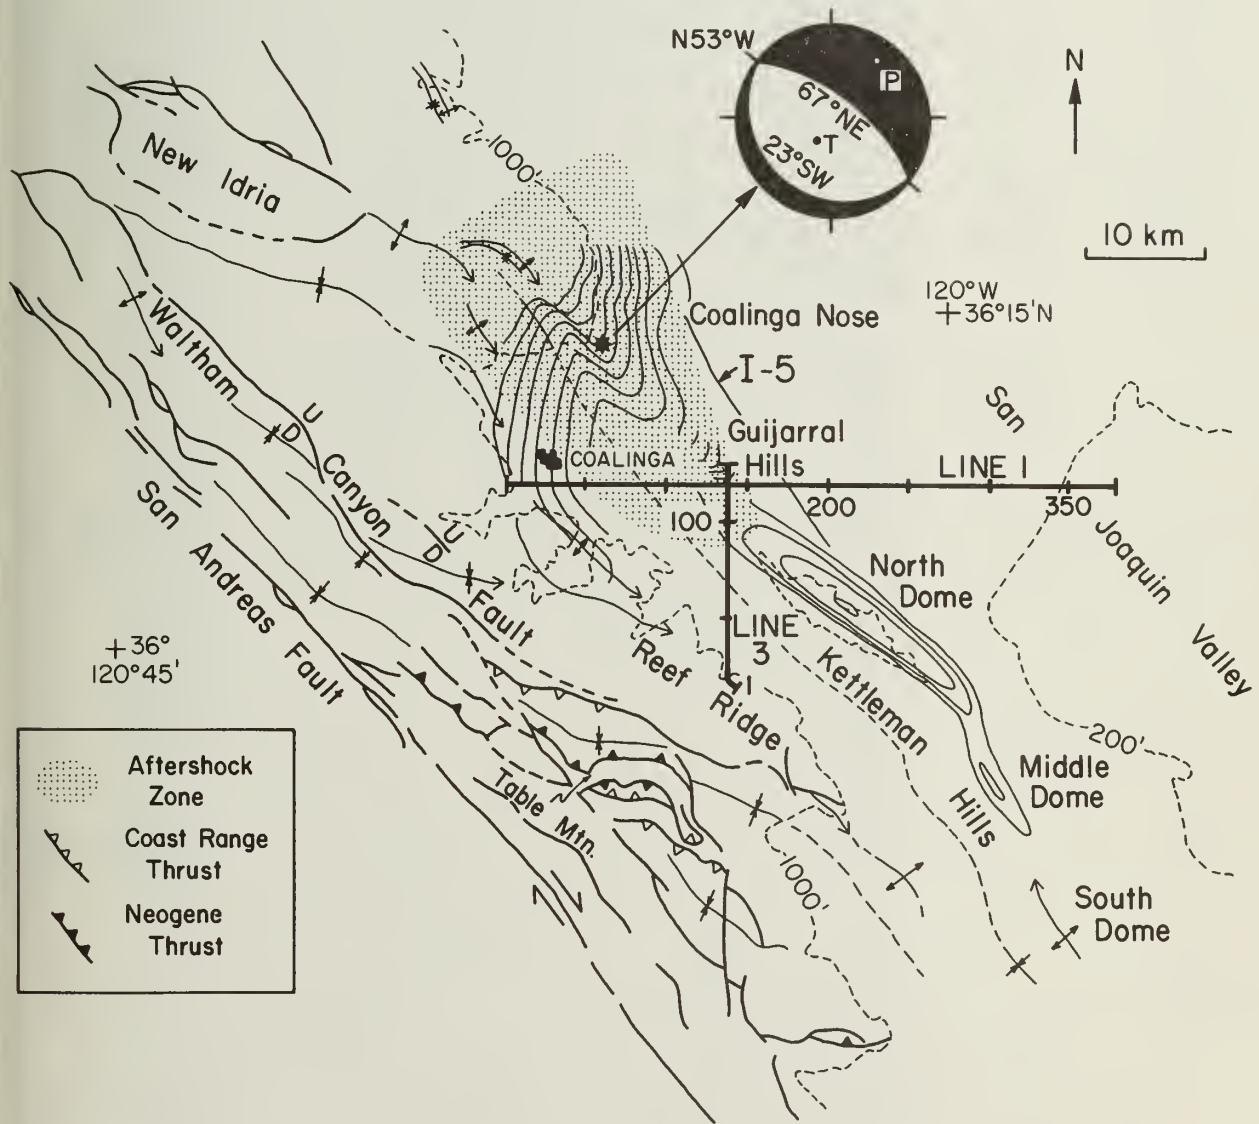 N53°W
P
67°NE
T
23°SW
N
10 km
1000'
New Idria
120°W
+36°15'N
Coalinga Nose
I-5
Waltham Canyon Fault
U
D
U
D
COALINGA
Guijarral
Hills
LINE 1
200
350
100
San Joaquin Valley
North
Dome
San Andreas Fault
LINE
3
1
+36°
120°45'
Reef Ridge
Kettleman Hills
200'
Middle
Dome
Table Mtn.
1000'
South
Dome
Aftershock
Zone
Coast Range
Thrust
Neogene
Thrust